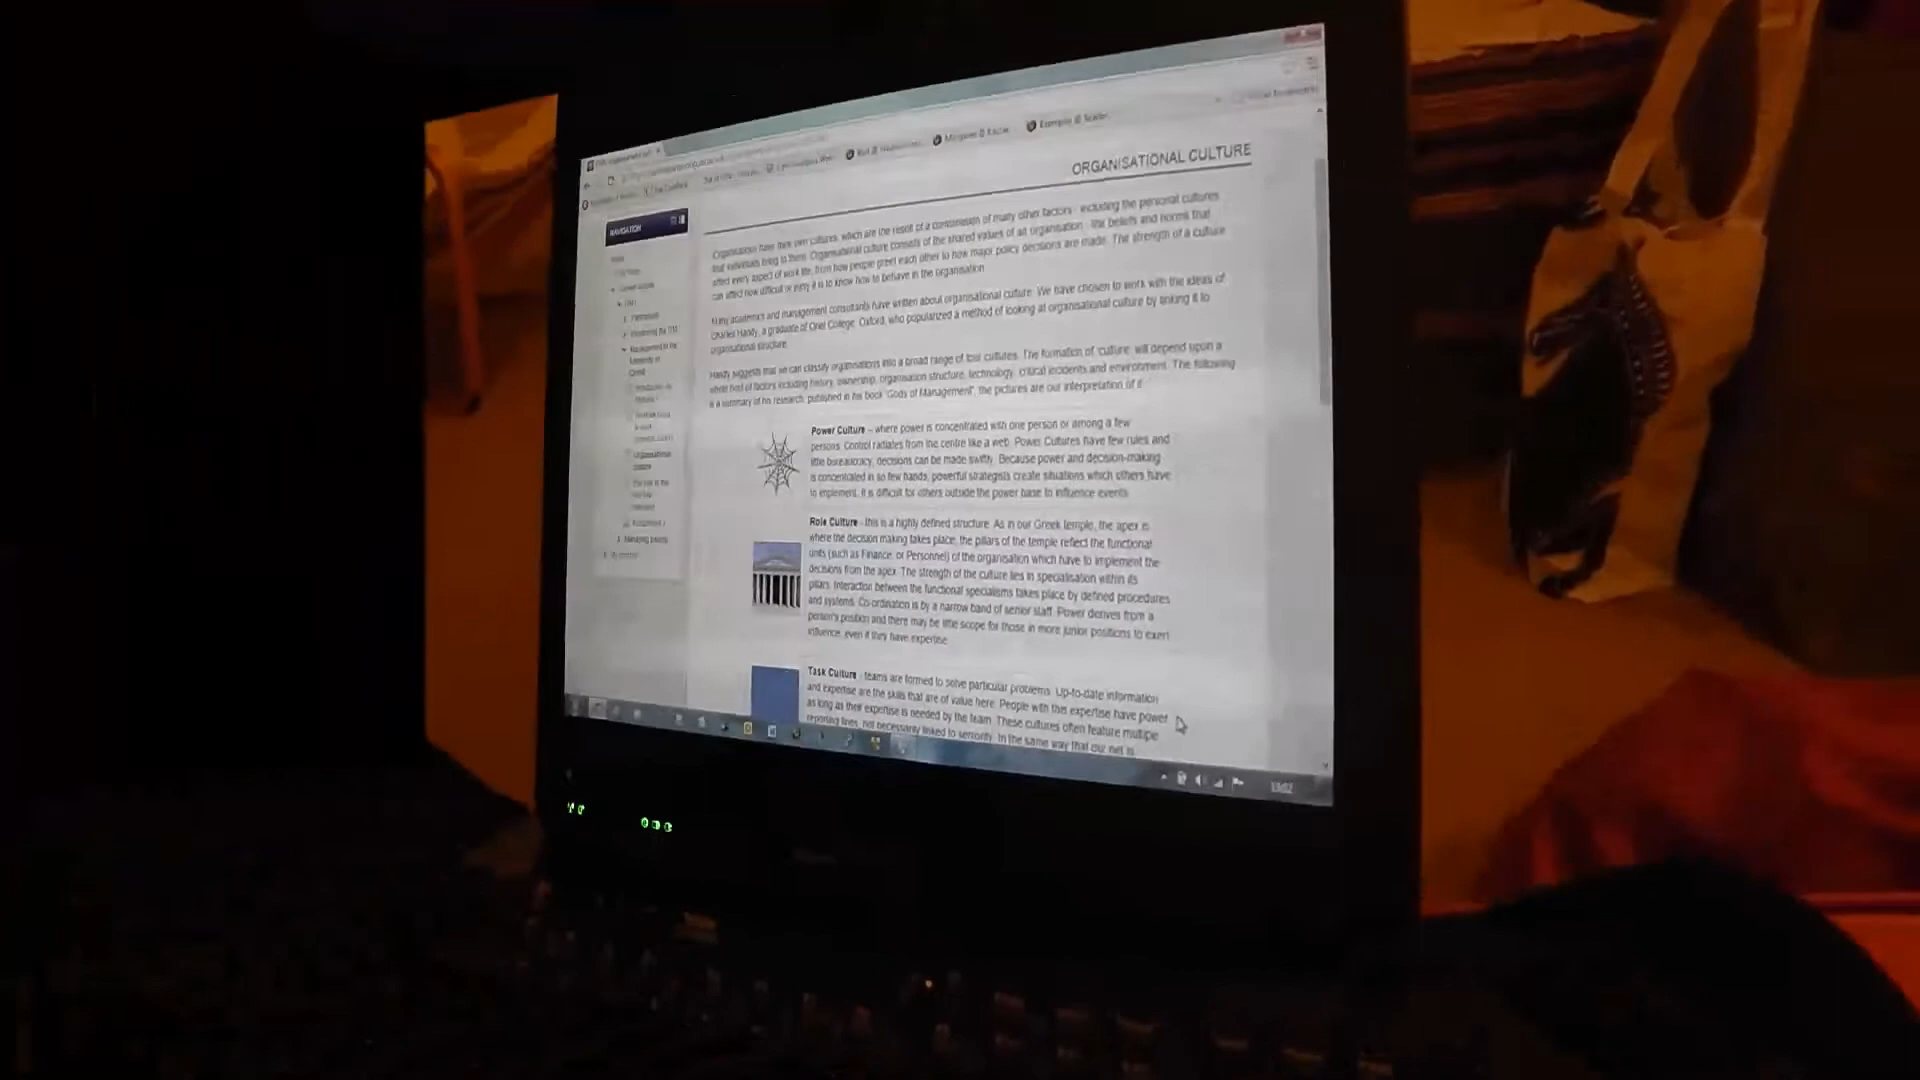 ORGANISATIONAL CULTURE
NAVIGATION
Organisations have their own cultures, which are the result of a combination of many other factors - including the personal cultures
that individuals bring to them. Organisational culture consists of the shared values of an organisation - the beliefs and norms that
affect every aspect of work life, from how people greet each other to how major policy decisions are made. The strength of a culture
can affect how difficult or easy it is to know how to behave in the organisation.
Many academics and management consultants have written about organisational culture. We have chosen to work with the ideas of
Charles Handy, a graduate of Oriel College, Oxford, who popularized a method of looking at organisational culture by linking it to
organisational structure.
Handy suggests that we can classify organisations into a broad range of four cultures. The formation of 'culture' will depend upon a
whole host of factors including history, ownership, organisation structure, technology, critical incidents and environment. The following
is a summary of his research, published in his book 'Gods of Management', the pictures are our interpretation of it
Power Culture – where power is concentrated with one person or among a few
persons. Control radiates from the centre like a web. Power Cultures have few rules and
little bureaucracy, decisions can be made swiftly. Because power and decision-making
is concentrated in so few hands, powerful strategists create situations which others have
to implement. It is difficult for others outside the power base to influence events.
Role Culture - this is a highly defined structure. As in our Greek temple, the apex is
where the decision making takes place, the pillars of the temple reflect the functional
units (such as Finance, or Personnel) of the organisation which have to implement the
decisions from the apex. The strength of the culture lies in specialisation within its
pillars. Interaction between the functional specialisms takes place by defined procedures
and systems. Co-ordination is by a narrow band of senior staff. Power derives from a
person's position and there may be little scope for those in more junior positions to exert
influence, even if they have expertise.
Task Culture - teams are formed to solve particular problems. Up-to-date information
and expertise are the skills that are of value here. People with this expertise have power
as long as their expertise is needed by the team. These cultures often feature multiple
reporting lines, not necessarily linked to seniority. In the same way that our net is
Organisational
culture
Managing people
13:02